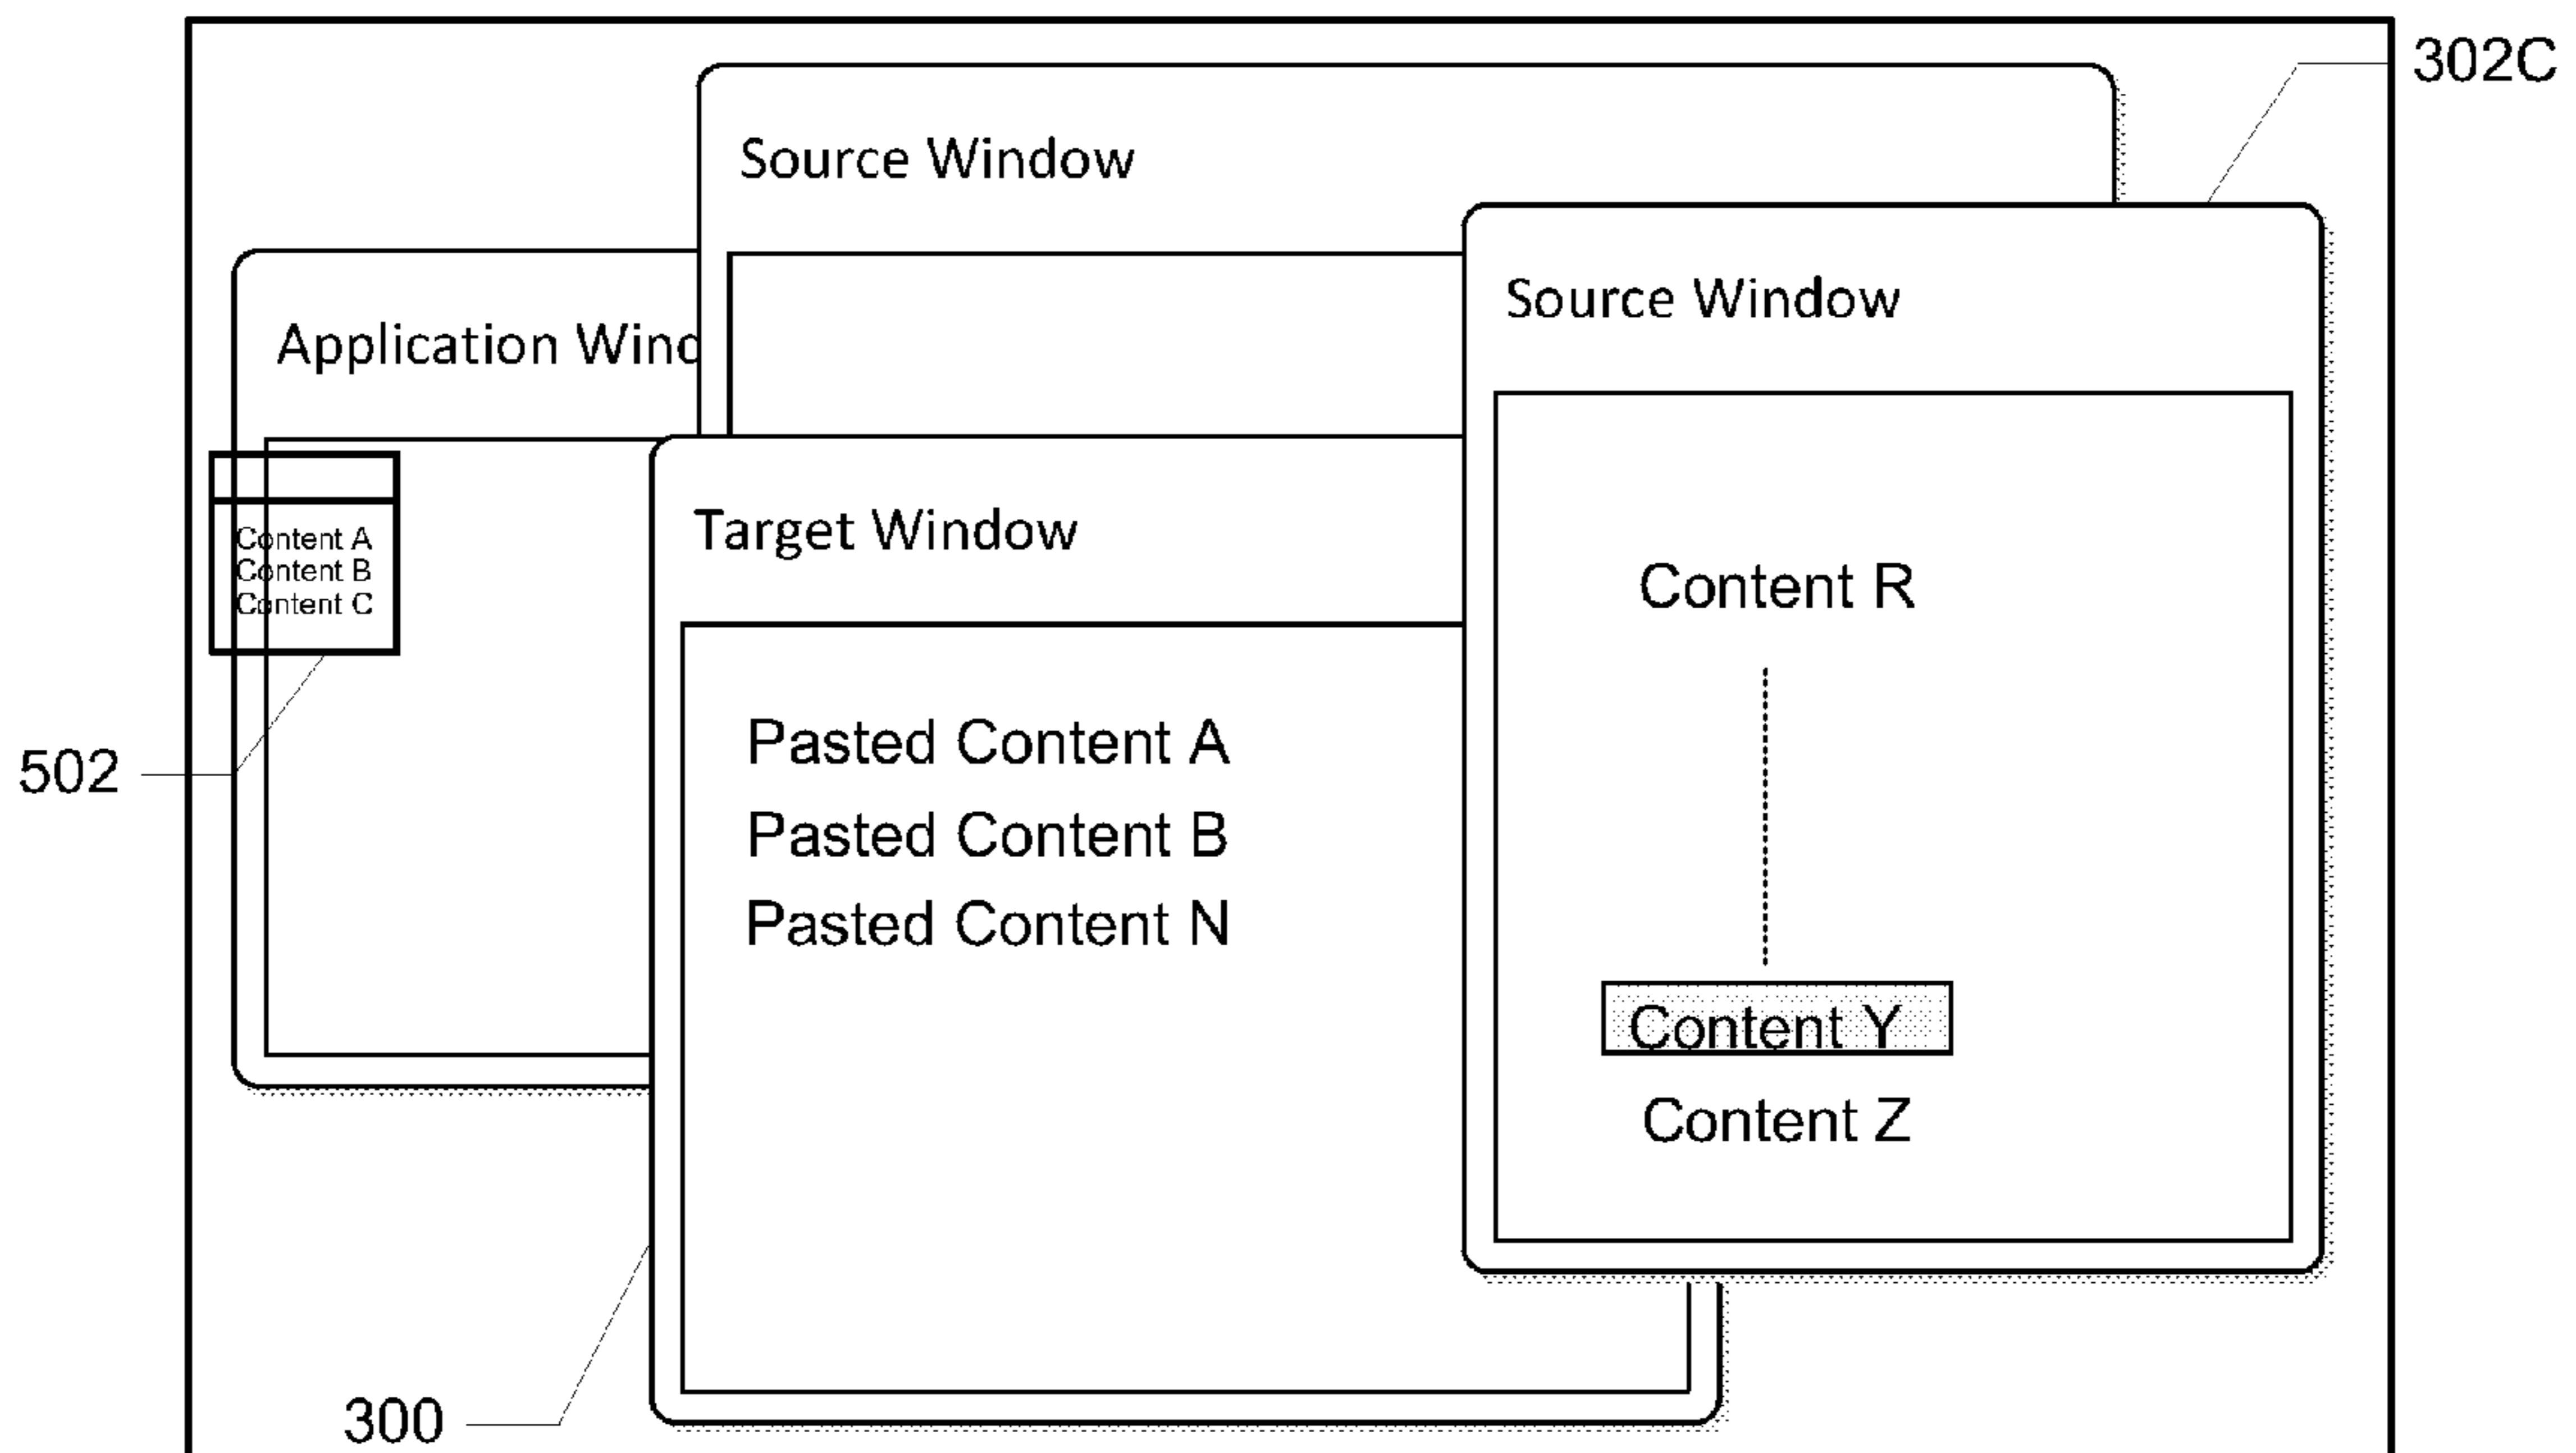 302C
Source Window
Source Window
Application Wind
Content A
Content B
Content C
Target Window
Content R
Pasted Content A
502
Pasted Content B
Pasted Content N
Content Y
Content Z
300